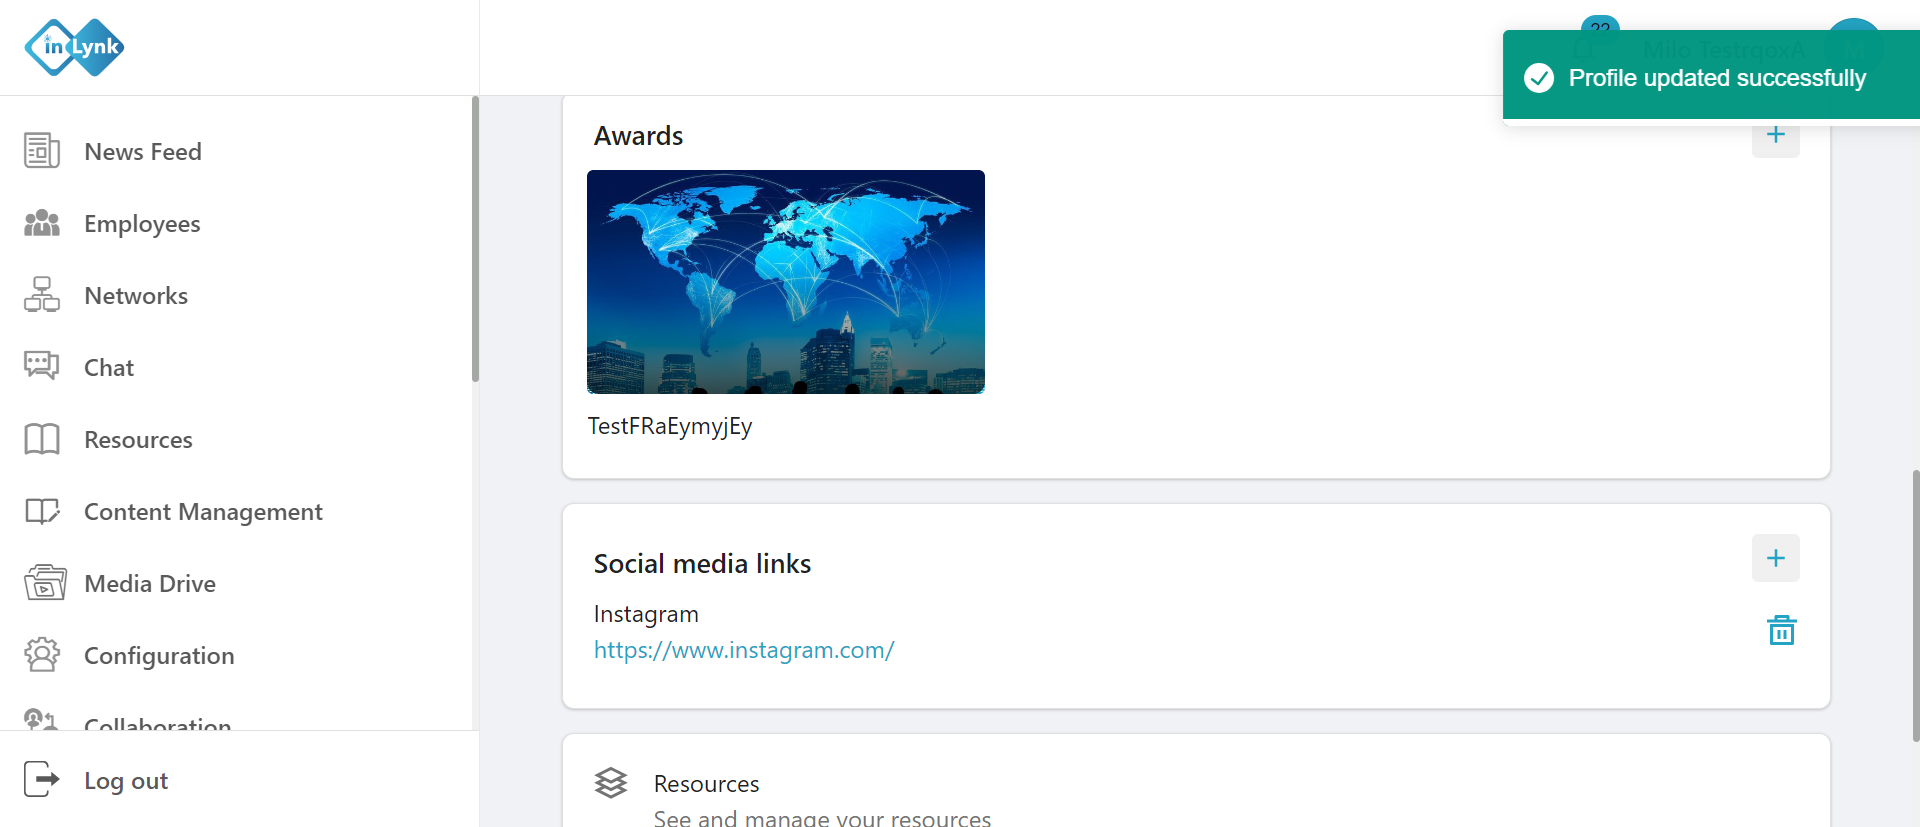 inLynk
22
Milo TestrqoxA
Profile updated successfully
News Feed
Employees
Networks
Chat
Resources
Content Management
Media Drive
Configuration
Collaboration
Log out
Awards
TestFRaEymyjEy
Social media links
Instagram
https://www.instagram.com/
Resources
See and manage your resources